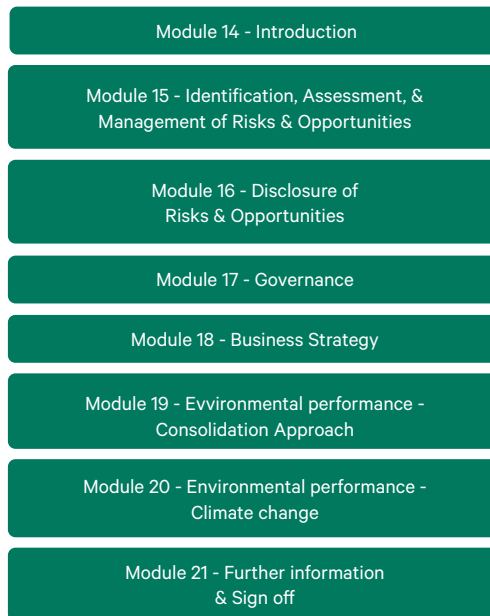 Module 14 - Introduction
Module 15 - Identification, Assessment, &
Management of Risks & Opportunities
Module 16 - Disclosure of
Risks & Opportunities
Module 17 - Governance
Module 18 - Business Strategy
Module 19 - Evvironmental performance -
Consolidation Approach
Module 20 - Environmental performance -
Climate change
Module 21 - Further information
& Sign off